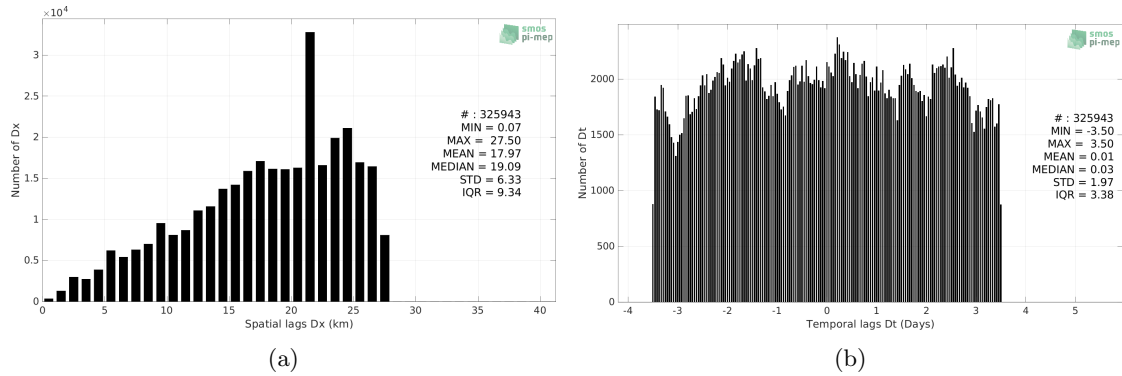 ×10⁴
3
2.5
2
1.5
1
0.5
0
Number of Dx
0 5 10 15 20 25 30 35 40
Spatial lags Dx (km)
smos
pi-mep
# : 325943
MIN = 0.07
MAX = 27.50
MEAN = 17.97
MEDIAN = 19.09
STD = 6.33
IQR = 9.34
(a)
2000
1500
1000
500
0
Number of Dt
-4 -3 -2 -1 0 1 2 3 4 5
Temporal lags Dt (Days)
smos
pi-mep
# : 325943
MIN = -3.50
MAX = 3.50
MEAN = 0.01
MEDIAN = 0.03
STD = 1.97
IQR = 3.38
(b)